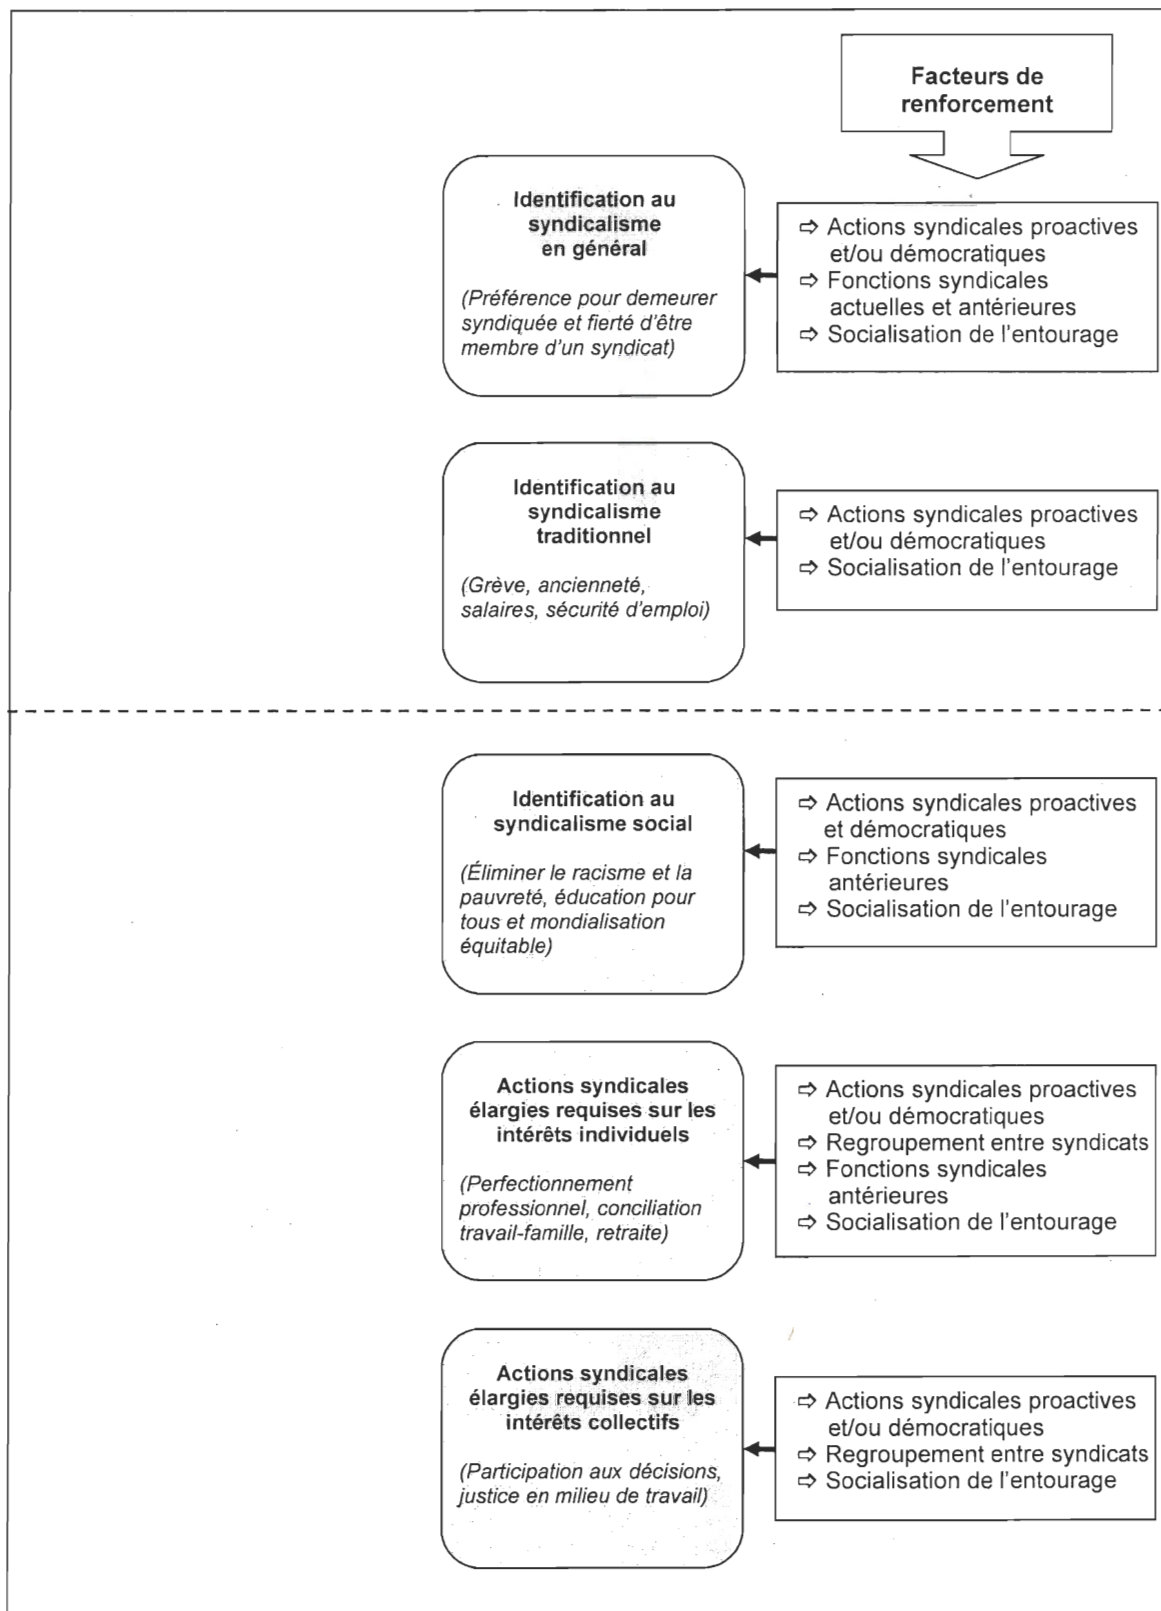 Facteurs de
renforcement
Identification au
syndicalisme
en général
(Préférence pour demeurer
syndiquée et fierté d'être
membre d'un syndicat)
⇨ Actions syndicales proactives
et/ou démocratiques
⇨ Fonctions syndicales
actuelles et antérieures
⇨ Socialisation de l'entourage
Identification au
syndicalisme
traditionnel
(Grève, ancienneté,
salaires, sécurité d'emploi)
⇨ Actions syndicales proactives
et/ou démocratiques
⇨ Socialisation de l'entourage
Identification au
syndicalisme social
(Éliminer le racisme et la
pauvreté, éducation pour
tous et mondialisation
équitable)
⇨ Actions syndicales proactives
et démocratiques
⇨ Fonctions syndicales
antérieures
⇨ Socialisation de l'entourage
Actions syndicales
élargies requises sur les
intérêts individuels
(Perfectionnement
professionnel, conciliation
travail-famille, retraite)
⇨ Actions syndicales proactives
et/ou démocratiques
⇨ Regroupement entre syndicats
⇨ Fonctions syndicales
antérieures
⇨ Socialisation de l'entourage
Actions syndicales
élargies requises sur les
intérêts collectifs
(Participation aux décisions,
justice en milieu de travail)
⇨ Actions syndicales proactives
et/ou démocratiques
⇨ Regroupement entre syndicats
⇨ Socialisation de l'entourage